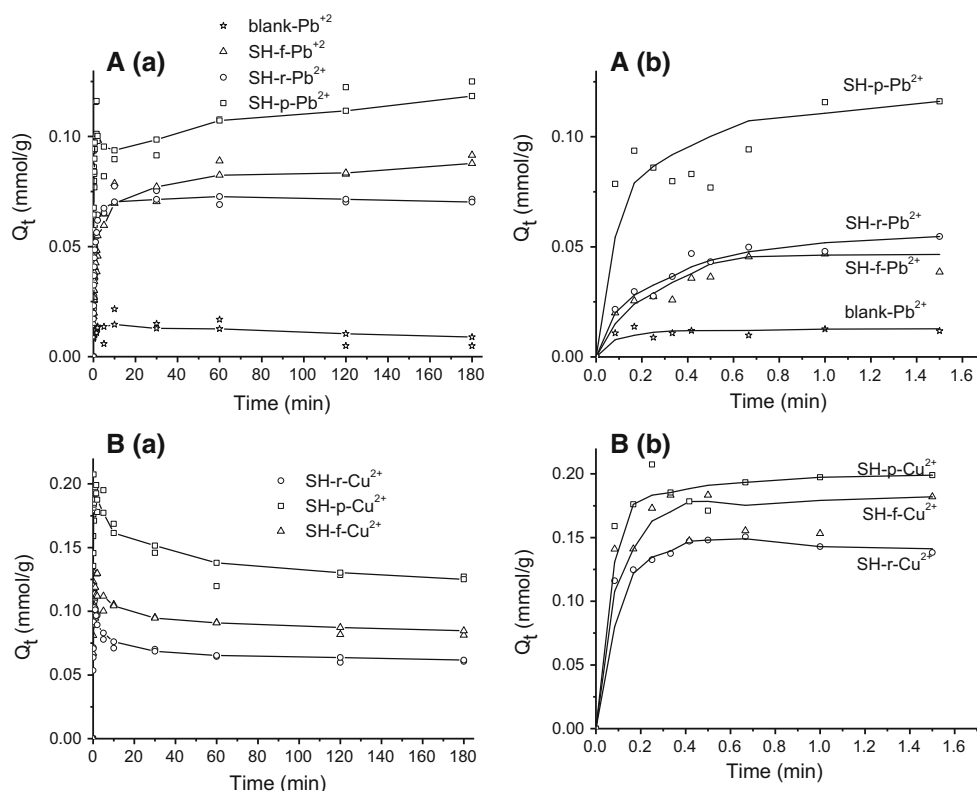 A (a)
blank-Pb⁺²
SH-f-Pb⁺²
SH-r-Pb²⁺
SH-p-Pb²⁺
Qt (mmol/g)
0.10
0.05
0.00
0 20 40 60 80 100 120 140 160 180
Time (min)
A (b)
SH-p-Pb²⁺
SH-r-Pb²⁺
SH-f-Pb²⁺
blank-Pb²⁺
Qt (mmol/g)
0.10
0.05
0.00
0.0 0.2 0.4 0.6 0.8 1.0 1.2 1.4 1.6
Time (min)
B (a)
SH-r-Cu²⁺
SH-p-Cu²⁺
SH-f-Cu²⁺
Qt (mmol/g)
0.20
0.15
0.10
0.05
0.00
0 20 40 60 80 100 120 140 160 180
Time (min)
B (b)
SH-p-Cu²⁺
SH-f-Cu²⁺
SH-r-Cu²⁺
Qt (mmol/g)
0.20
0.15
0.10
0.05
0.00
0.0 0.2 0.4 0.6 0.8 1.0 1.2 1.4 1.6
Time (min)